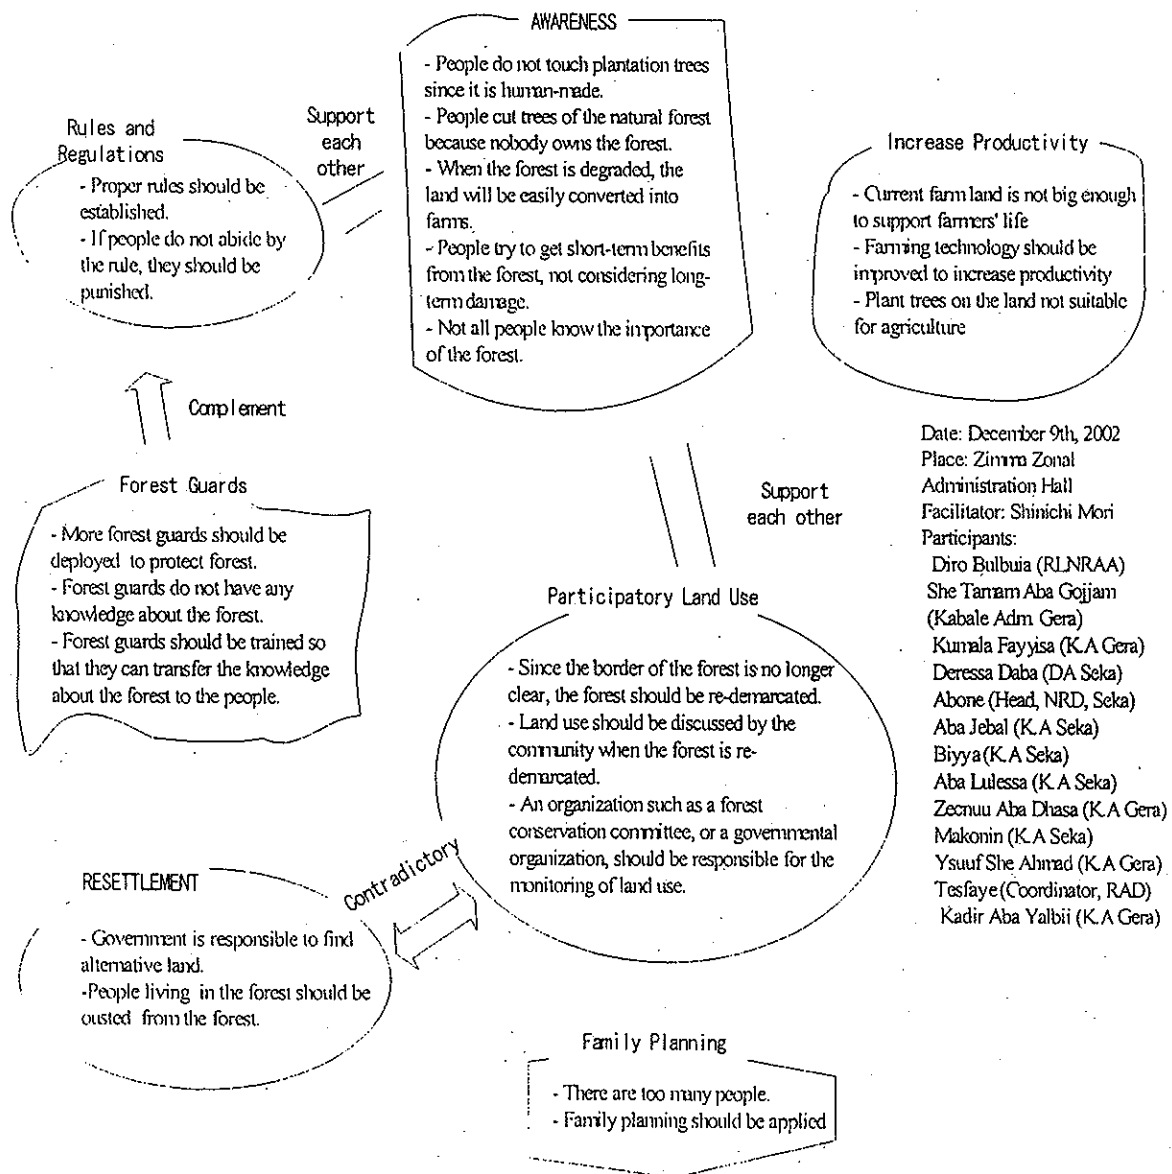 AWARENESS
- People do not touch plantation trees
since it is human-made.
- People cut trees of the natural forest
because nobody owns the forest.
- When the forest is degraded, the
land will be easily converted into
farms.
- People try to get short-term benefits
from the forest, not considering long-
term damage.
- Not all people know the importance
of the forest.
Support
each
other
Rules and
Regulations
- Proper rules should be
established.
- If people do not abide by
the rule, they should be
punished.
Increase Productivity
- Current farm land is not big enough
to support farmers' life
- Farming technology should be
improved to increase productivity
- Plant trees on the land not suitable
for agriculture
Complement
Forest Guards
- More forest guards should be
deployed to protect forest.
- Forest guards do not have any
knowledge about the forest.
- Forest guards should be trained so
that they can transfer the knowledge
about the forest to the people.
Support
each other
Date: December 9th, 2002
Place: Zimma Zonal
Administration Hall
Facilitator: Shinichi Mori
Participants:
Diro Bulbula (RLNRAA)
She Tamam Aba Gojjam
(Kabale Adm. Gera)
Kumala Fayyisa (K.A Gera)
Deressa Daba (DA Seka)
Abone (Head, NRD, Seka)
Aba Jebal (K.A Seka)
Biyya (K.A Seka)
Aba Lulessa (K.A Seka)
Zecnuu Aba Dhasa (K.A Gera)
Makonin (K.A Seka)
Ysuuf She Ahmad (K.A Gera)
Tesfaye (Coordinator, RAD)
Kadir Aba Yalbii (K.A Gera)
Participatory Land Use
- Since the border of the forest is no longer
clear, the forest should be re-demarcated.
- Land use should be discussed by the
community when the forest is re-
demarcated.
- An organization such as a forest
conservation committee, or a governmental
organization, should be responsible for the
monitoring of land use.
Contradictory
RESETTLEMENT
- Government is responsible to find
alternative land.
-People living in the forest should be
ousted from the forest.
Family Planning
- There are too many people.
- Family planning should be applied